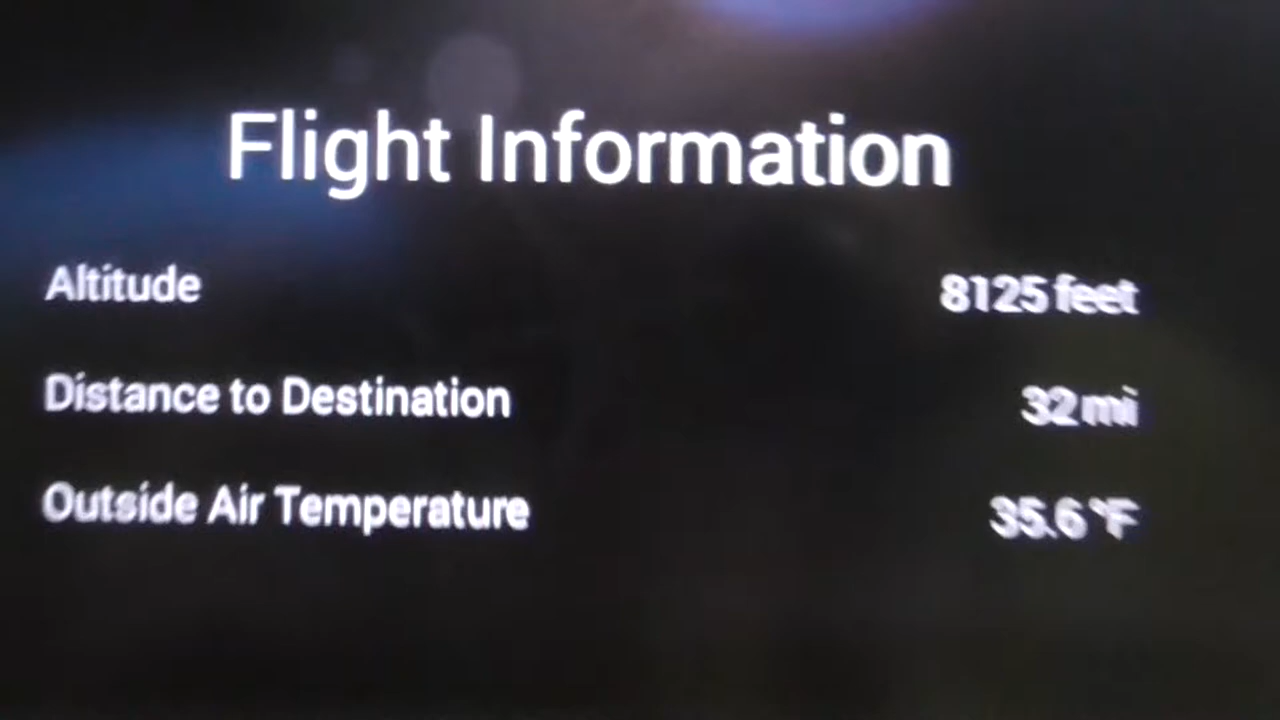 Flight Information
Altitude 8125 feet
Distance to Destination 32 mi
Outside Air Temperature 35.6 °F